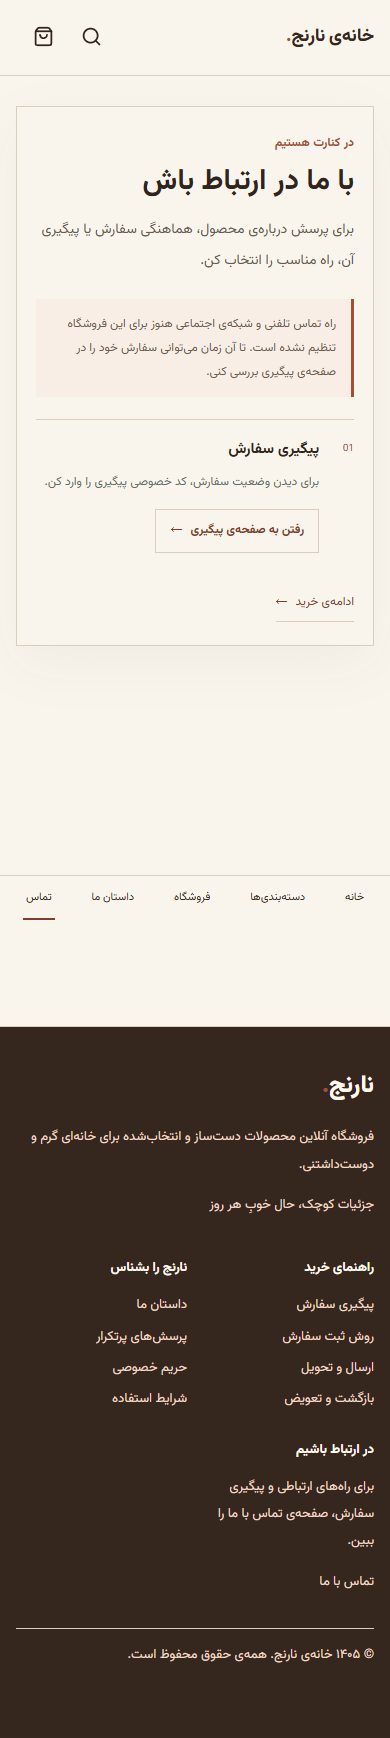 خانه‌ی نارنج.
در کنارت هستیم
با ما در ارتباط باش
برای پرسش درباره‌ی محصول، هماهنگی سفارش یا پیگیری
آن، راه مناسب را انتخاب کن.
راه تماس تلفنی و شبکه‌ی اجتماعی هنوز برای این فروشگاه
تنظیم نشده است. تا آن زمان می‌توانی سفارش خود را در
صفحه‌ی پیگیری بررسی کنی.
01
پیگیری سفارش
برای دیدن وضعیت سفارش، کد خصوصی پیگیری را وارد کن.
رفتن به صفحه‌ی پیگیری ←
ادامه‌ی خرید ←
خانه
دسته‌بندی‌ها
فروشگاه
داستان ما
تماس
نارنج.
فروشگاه آنلاین محصولات دست‌ساز و انتخاب‌شده برای خانه‌ای گرم و
دوست‌داشتنی.
جزئیات کوچک، حال خوبِ هر روز
راهنمای خرید
پیگیری سفارش
روش ثبت سفارش
ارسال و تحویل
بازگشت و تعویض
نارنج را بشناس
داستان ما
پرسش‌های پرتکرار
حریم خصوصی
شرایط استفاده
در ارتباط باشیم
برای راه‌های ارتباطی و پیگیری
سفارش، صفحه‌ی تماس با ما را
ببین.
تماس با ما
© ۱۴۰۵ خانه‌ی نارنج. همه‌ی حقوق محفوظ است.